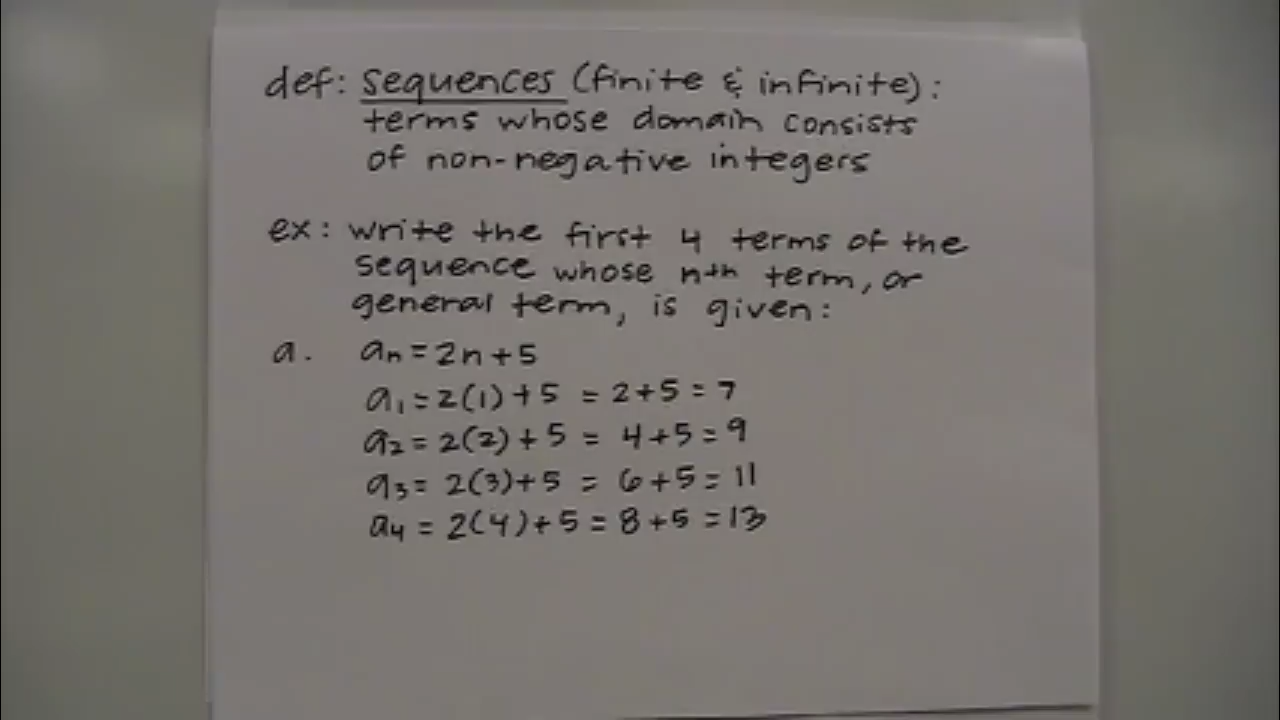 def: sequences (finite & infinite):
terms whose domain consists
of non-negative integers
ex: write the first 4 terms of the
sequence whose nth term, or
general term, is given:
a. aₙ = 2n + 5
a₁ = 2(1) + 5 = 2 + 5 = 7
a₂ = 2(2) + 5 = 4 + 5 = 9
a₃ = 2(3) + 5 = 6 + 5 = 11
a₄ = 2(4) + 5 = 8 + 5 = 13